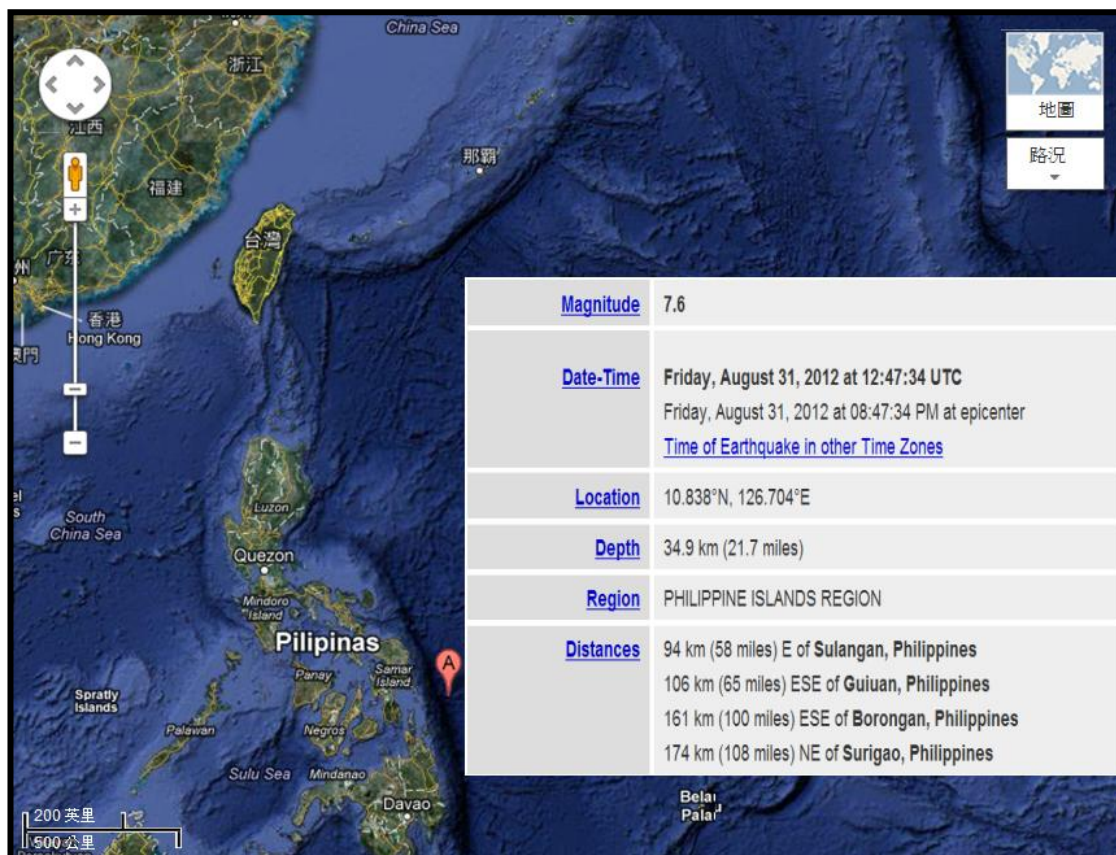 China Sea
浙江
江西
地圖
路況
那霸
福建
台灣
广东
州
香港
Hong Kong
澳門
Magnitude 7.6
Date-Time Friday, August 31, 2012 at 12:47:34 UTC
Friday, August 31, 2012 at 08:47:34 PM at epicenter
Time of Earthquake in other Time Zones
Location 10.838°N, 126.704°E
Depth 34.9 km (21.7 miles)
Region PHILIPPINE ISLANDS REGION
Distances 94 km (58 miles) E of Sulangan, Philippines
106 km (65 miles) ESE of Guiuan, Philippines
161 km (100 miles) ESE of Borongan, Philippines
174 km (108 miles) NE of Surigao, Philippines
South
China Sea
Luzon
Quezon
Mindoro
Island
Pilipinas
A
Samar
Island
Panay
Spratly
Islands
Palawan
Negros
Sulu Sea
Mindanao
Davao
200 英里
500 公里